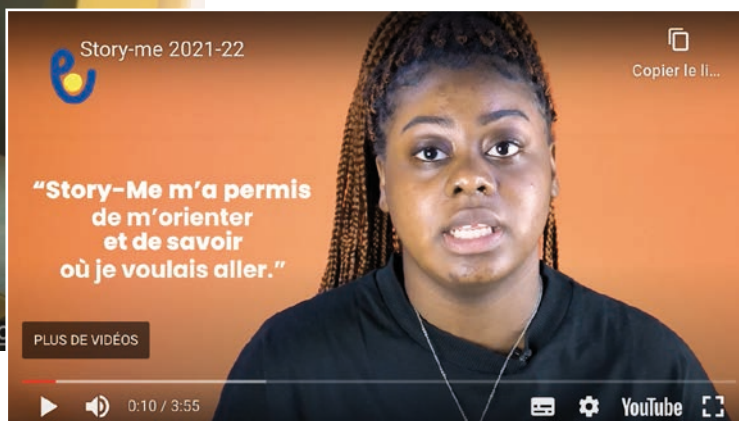 Story-me 2021-22
Copier le li...
“Story-Me m’a permis
de m’orienter
et de savoir
où je voulais aller.”
PLUS DE VIDÉOS
0:10 / 3:55
YouTube